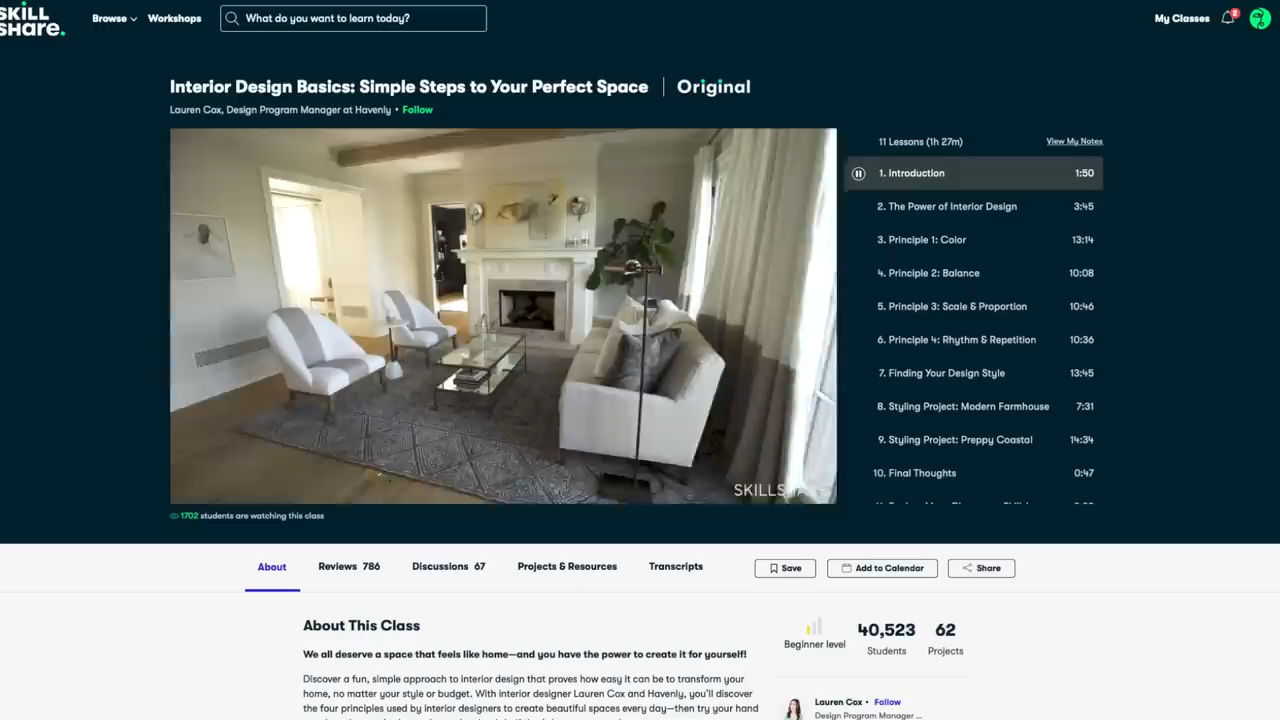 SKILL
SHARe.
Browse
Workshops
What do you want to learn today?
My Classes
2
Interior Design Basics: Simple Steps to Your Perfect Space
Original
Lauren Cox, Design Program Manager at Havenly • Follow
11 Lessons (1h 27m)
View My Notes
1. Introduction 1:50
2. The Power of Interior Design 3:45
3. Principle 1: Color 13:14
4. Principle 2: Balance 10:08
5. Principle 3: Scale & Proportion 10:46
6. Principle 4: Rhythm & Repetition 10:36
7. Finding Your Design Style 13:45
8. Styling Project: Modern Farmhouse 7:31
9. Styling Project: Preppy Coastal 14:34
10. Final Thoughts 0:47
1702 students are watching this class
About
Reviews 786
Discussions 67
Projects & Resources
Transcripts
Save
Add to Calendar
Share
About This Class
We all deserve a space that feels like home—and you have the power to create it for yourself!
Discover a fun, simple approach to interior design that proves how easy it can be to transform your
home, no matter your style or budget. With interior designer Lauren Cox and Havenly, you'll discover
the four principles used by interior designers to create beautiful spaces every day—then try your hand
Beginner level
40,523
Students
62
Projects
Lauren Cox • Follow
Design Program Manager ...